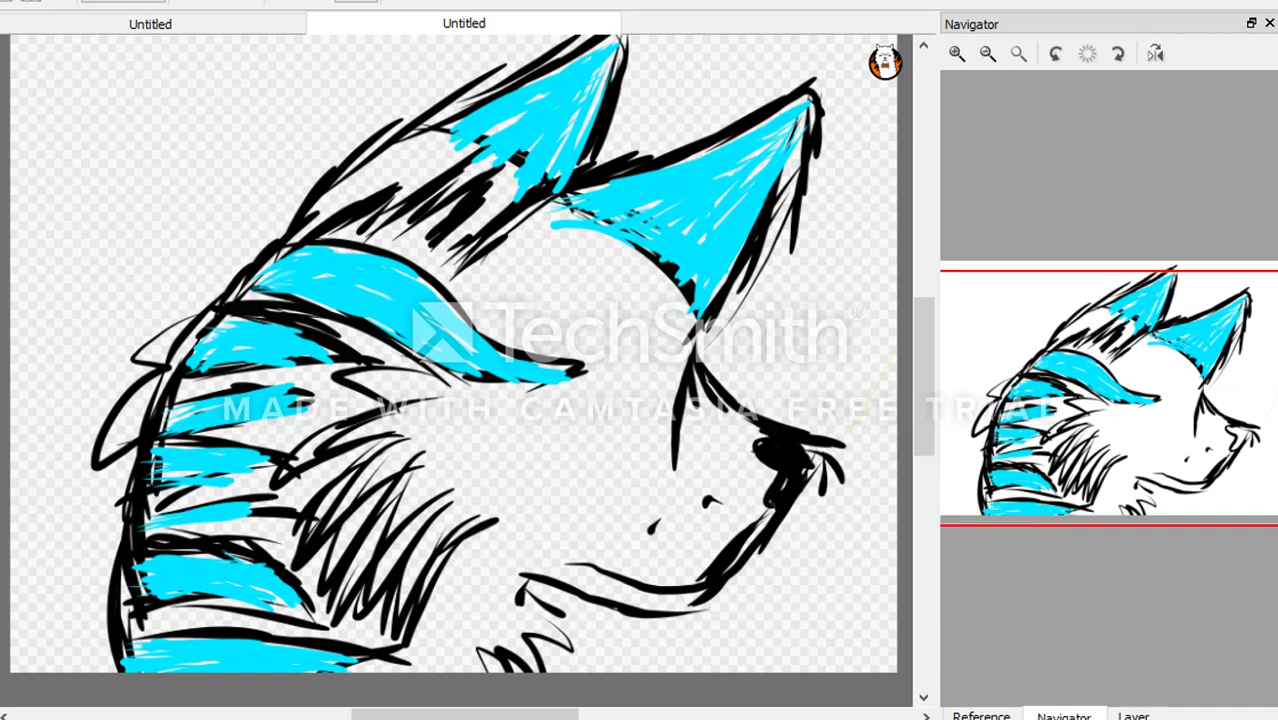 Untitled
Untitled
Navigator
TechSmith®
MADE WITH CAMTASIA FREE TRIAL
Reference
Navigator
Layer